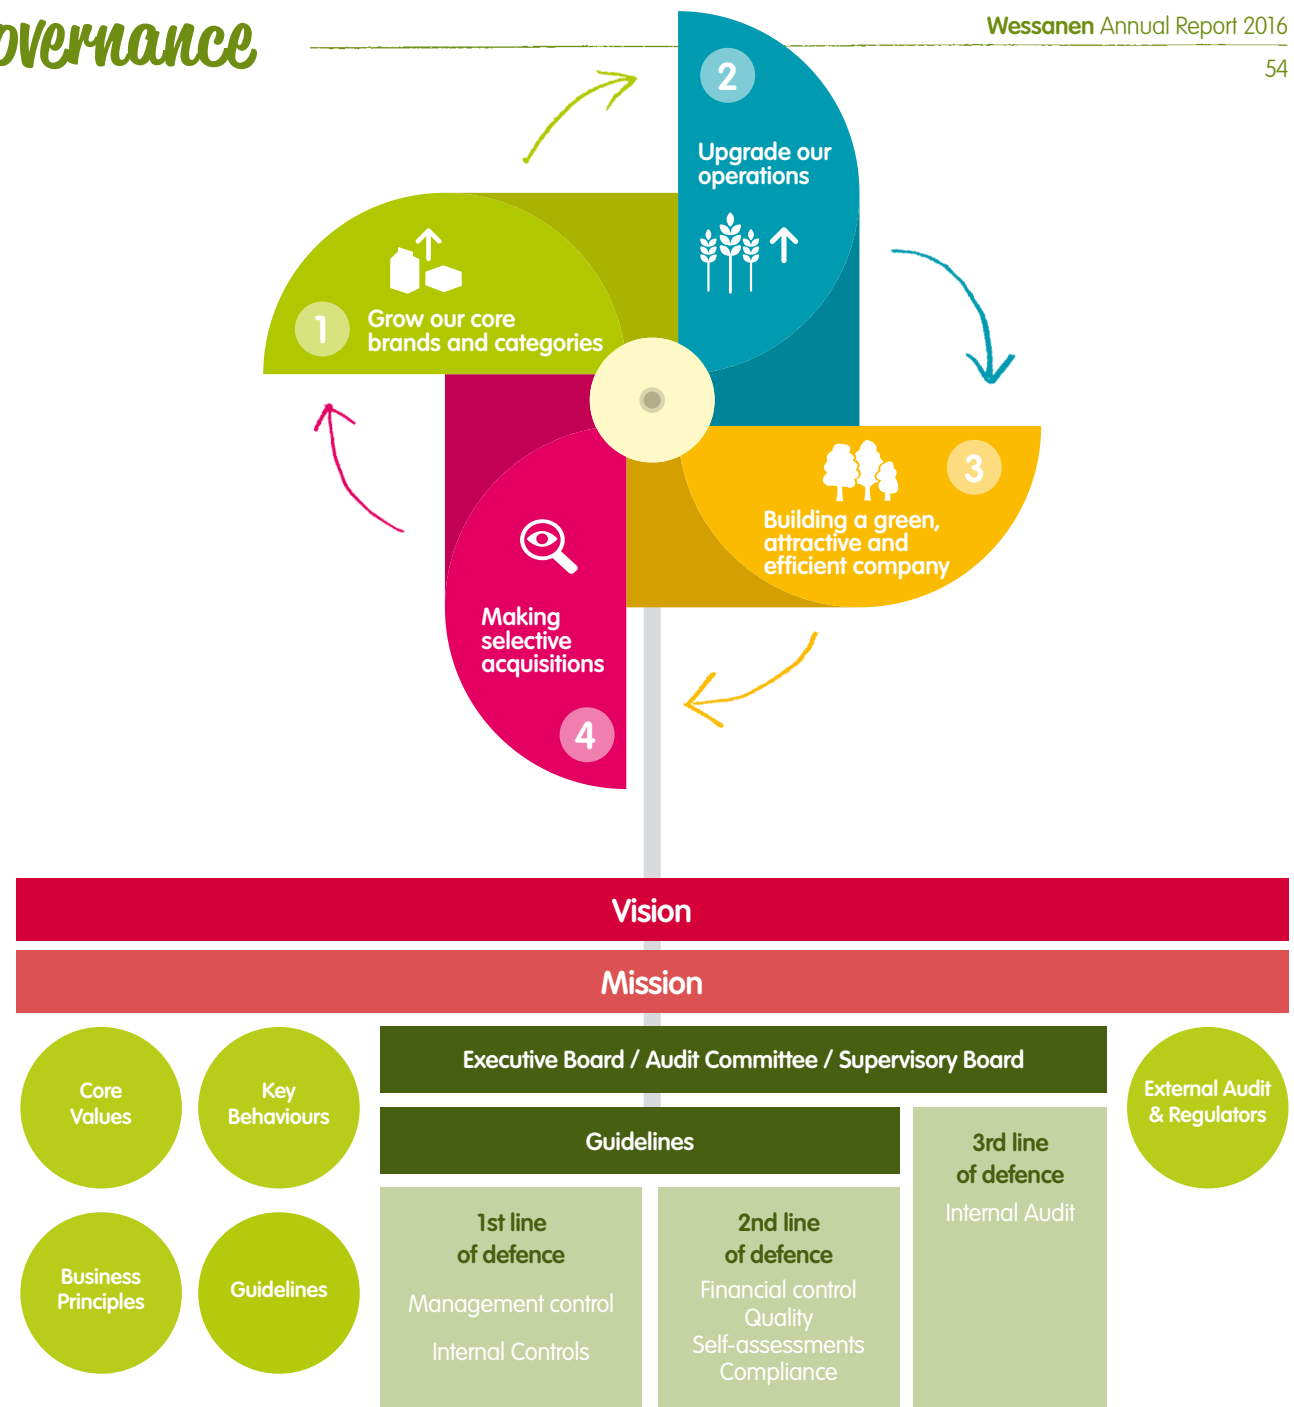 overnance
Wessanen Annual Report 2016
54
2
Upgrade our
operations
1
Grow our core
brands and categories
3
Building a green,
attractive and
efficient company
Making
selective
acquisitions
4
Vision
Mission
Core
Values
Key
Behaviours
Business
Principles
Guidelines
Executive Board / Audit Committee / Supervisory Board
Guidelines
1st line
of defence
Management control
Internal Controls
2nd line
of defence
Financial control
Quality
Self-assessments
Compliance
3rd line
of defence
Internal Audit
External Audit
& Regulators